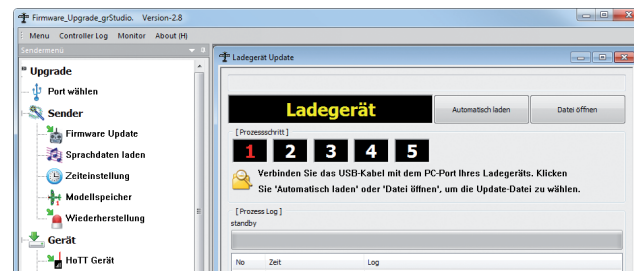 Firmware_Upgrade_grStudio. Version-2.8
Menu Controller Log Monitor About (H)
Sendermenü
Upgrade
Port wählen
Sender
Firmware Update
Sprachdaten laden
Zeiteinstellung
Modellspeicher
Wiederherstellung
Gerät
HoTT Gerät
Ladegerät Update
Ladegerät
Automatisch laden
Datei öffnen
[ Prozessschritt ]
1 2 3 4 5
Verbinden Sie das USB-Kabel mit dem PC-Port Ihres Ladegeräts. Klicken
Sie 'Automatisch laden' oder 'Datei öffnen', um die Update-Datei zu wählen.
[ Prozess Log ]
standby
No Zeit Log